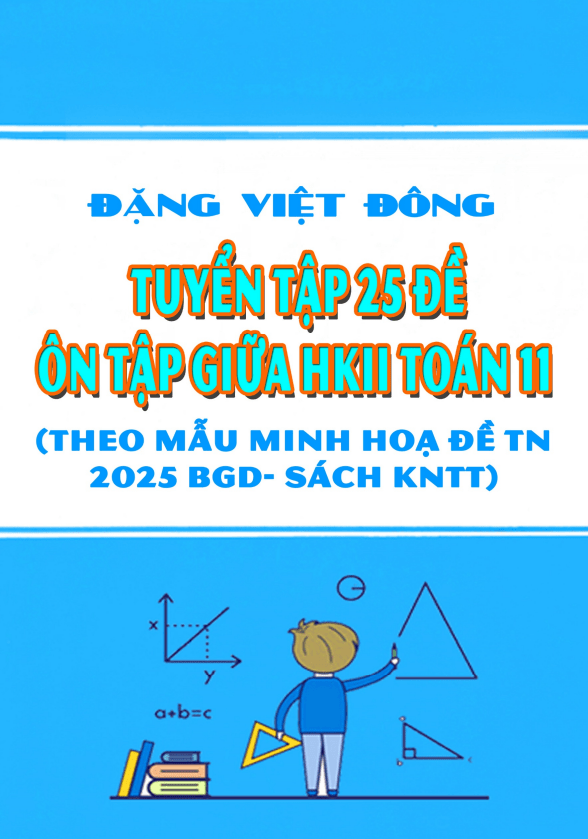 ĐẶNG VIỆT ĐÔNG
TUYỂN TẬP 25 ĐỀ
ÔN TẬP GIỮA HKII TOÁN 11
(THEO MẪU MINH HOẠ ĐỀ TN
2025 BGD- SÁCH KNTT)
x
y
a+b=c